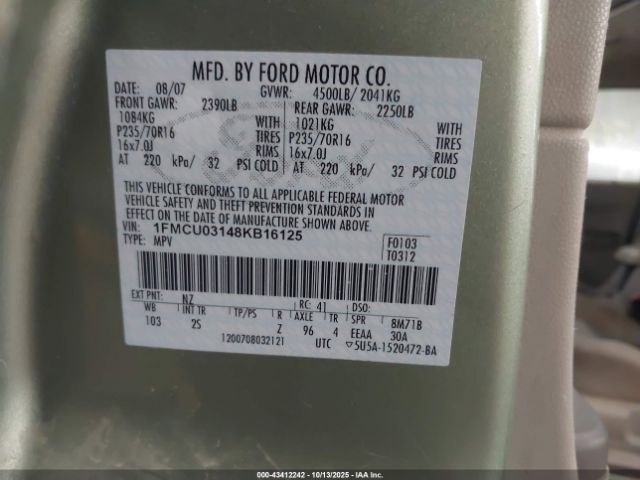 MFD. BY FORD MOTOR CO.
DATE: 08/07 GVWR: 4500LB/ 2041KG
FRONT GAWR: 2390LB REAR GAWR: 2250LB
1084KG WITH 1021KG WITH
P235/70R16 TIRES P235/70R16 TIRES
16x7.0J RIMS 16x7.0J RIMS
AT 220 kPa/ 32 PSI COLD AT 220 kPa/ 32 PSI COLD
THIS VEHICLE CONFORMS TO ALL APPLICABLE FEDERAL MOTOR
VEHICLE SAFETY AND THEFT PREVENTION STANDARDS IN
EFFECT ON THE DATE OF MANUFACTURE SHOWN ABOVE.
VIN: 1FMCU03148KB16125 F0103
TYPE: MPV T0312
EXT PNT: NZ RC: 41 DSO:
WB INT TR TP/PS R AXLE TR SPR 8M71B
103 2S Z 96 4 EEAA 30A
1200708032121 UTC ▽5U5A-1520472-BA
000-43412242 - 10/13/2025 - IAAI.COM